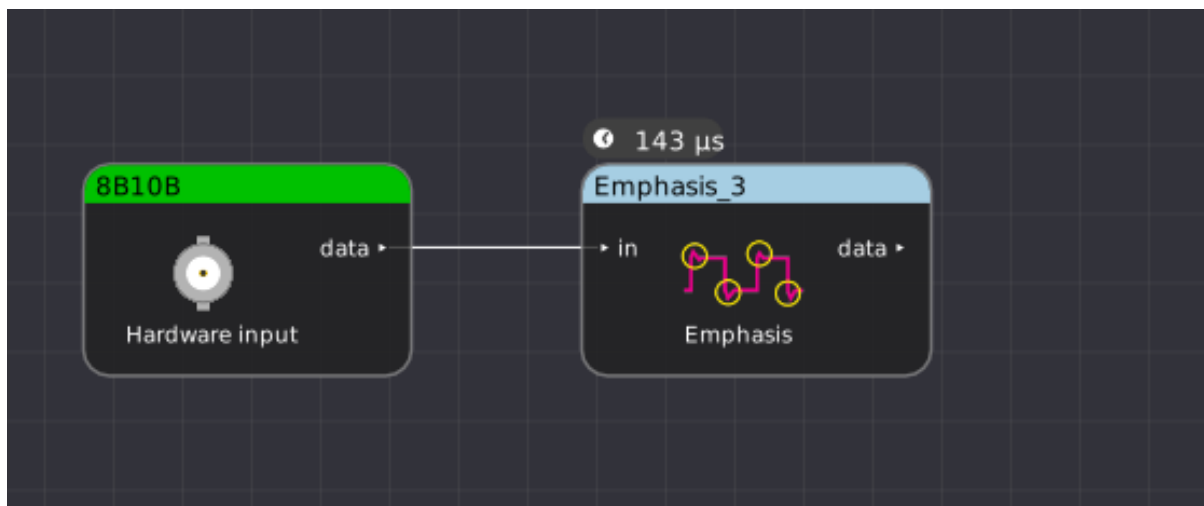 143 µs
8B10B
Emphasis_3
data
in
data
Hardware input
Emphasis